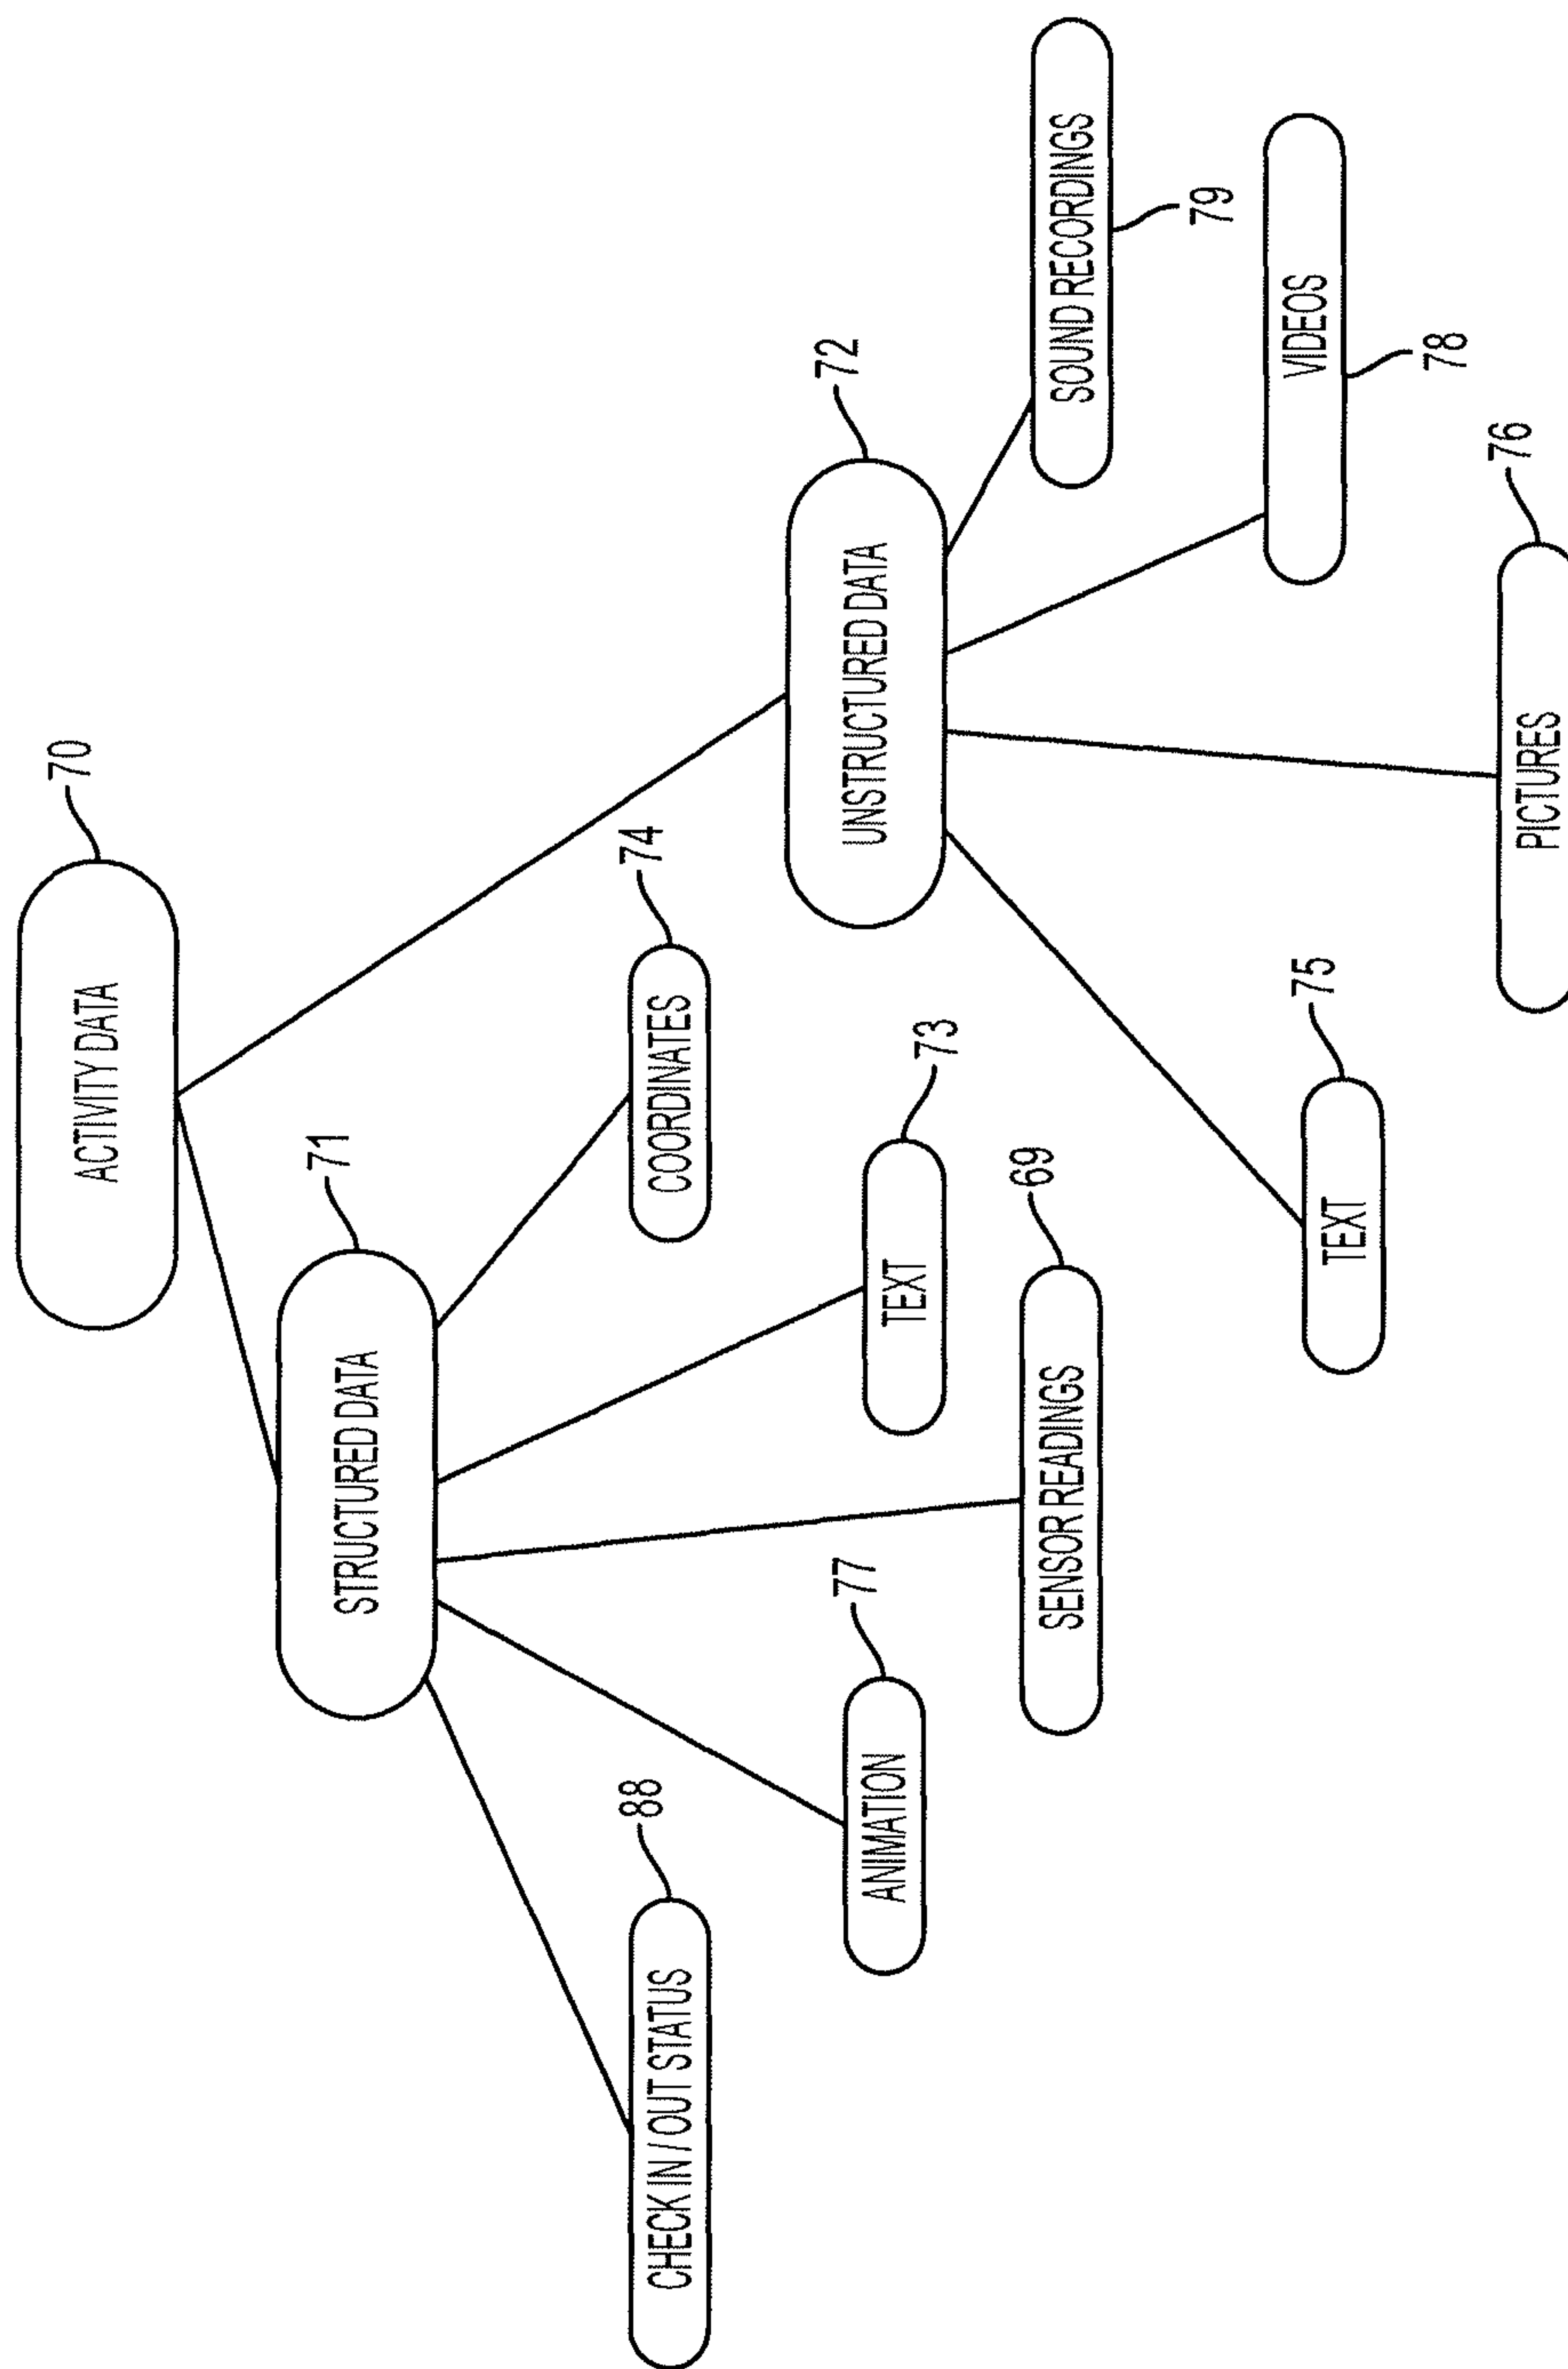 ACTIVITY DATA
70
STRUCTURED DATA
71
CHECK IN / OUT STATUS
88
COORDINATES
74
UNSTRUCTURED DATA
72
ANIMATION
77
TEXT
73
SENSOR READINGS
69
SOUND RECORDINGS
79
VIDEOS
78
TEXT
75
PICTURES
76